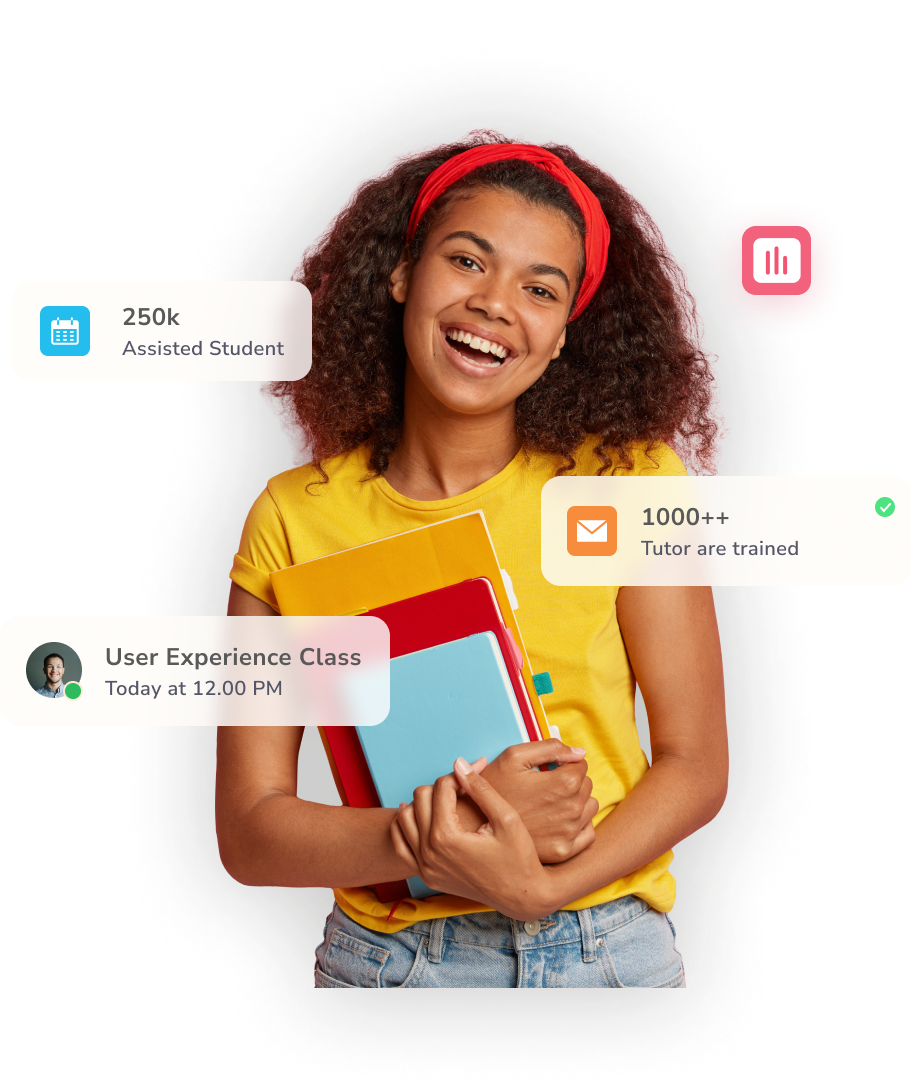 250k
Assisted Student
1000++
Tutor are trained
User Experience Class
Today at 12.00 PM